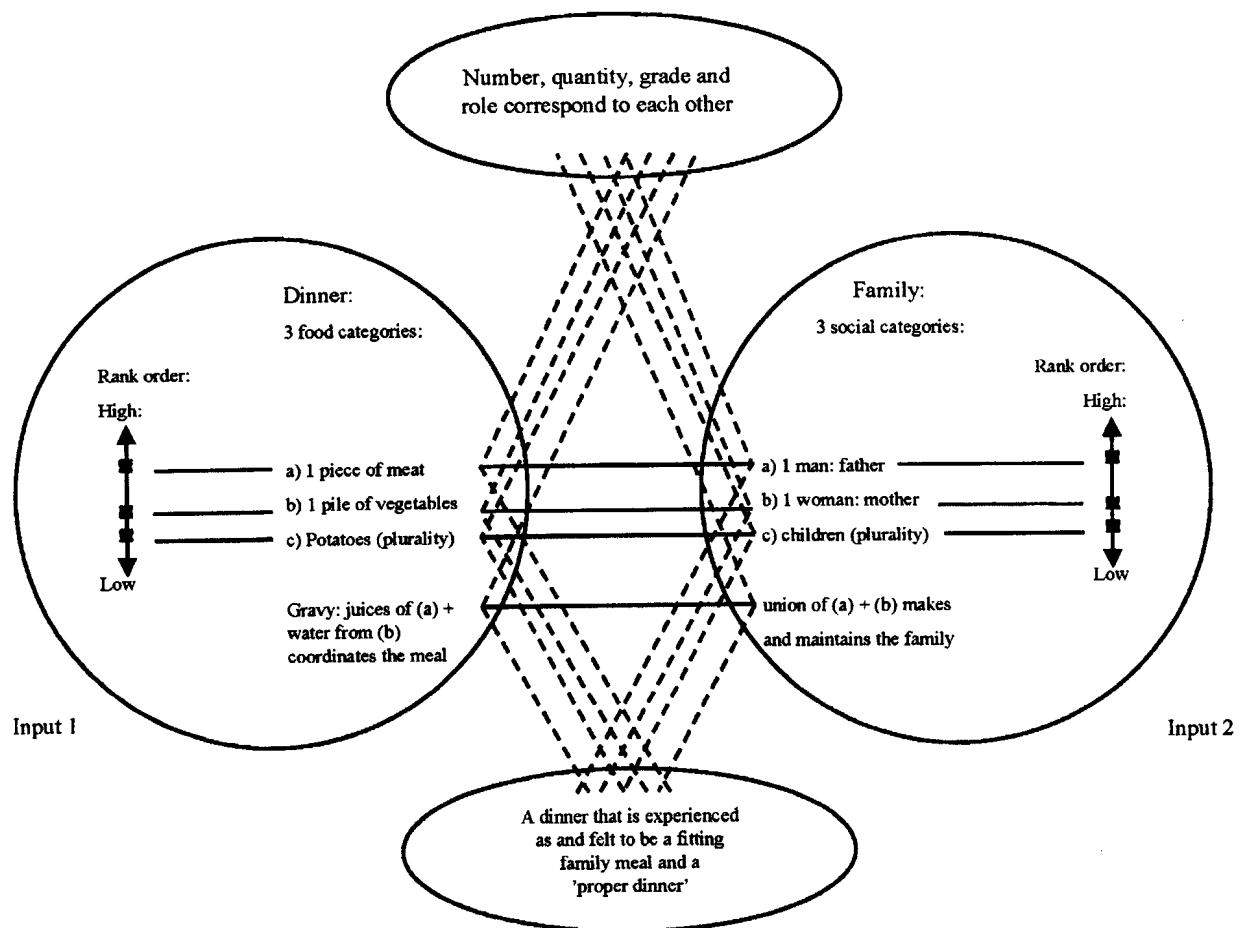 Number, quantity, grade and
role correspond to each other
Dinner:
3 food categories:
Rank order:
High:
a) 1 piece of meat
b) 1 pile of vegetables
c) Potatoes (plurality)
Low
Gravy: juices of (a) +
water from (b)
coordinates the meal
Input 1
Family:
3 social categories:
Rank order:
High:
a) 1 man: father
b) 1 woman: mother
c) children (plurality)
Low
union of (a) + (b) makes
and maintains the family
Input 2
A dinner that is experienced
as and felt to be a fitting
family meal and a
'proper dinner'